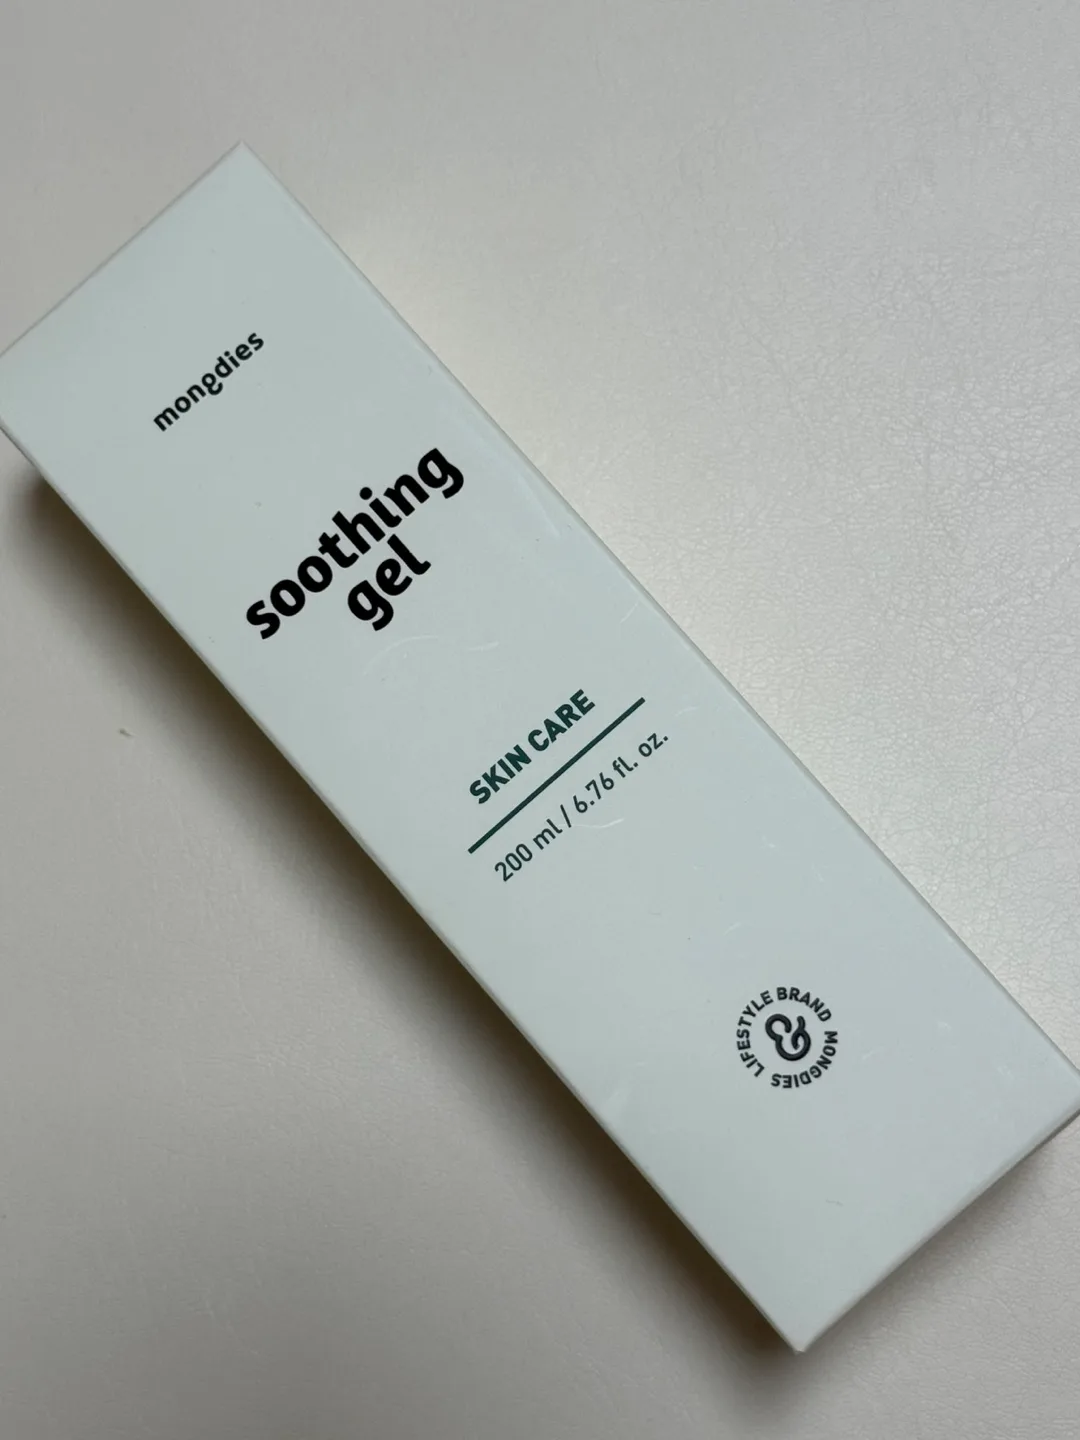 mongdies
soothing
gel
SKIN CARE
200 ml / 6.76 fl. oz.
LIFESTYLE BRAND MONGDIES